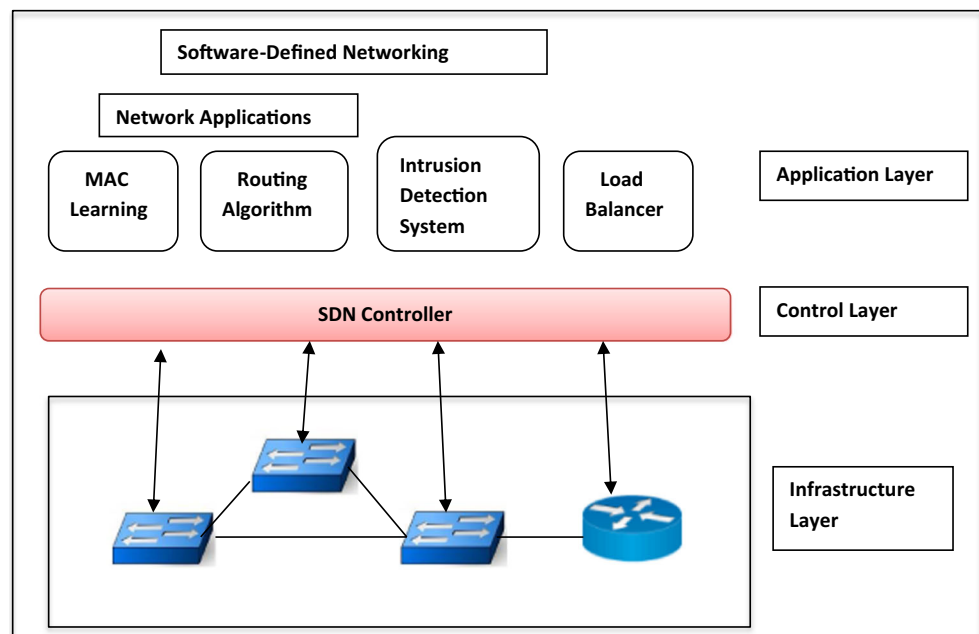 Software-Defined Networking
Network Applications
MAC
Learning
Routing
Algorithm
Intrusion
Detection
System
Load
Balancer
Application Layer
SDN Controller
Control Layer
Infrastructure
Layer